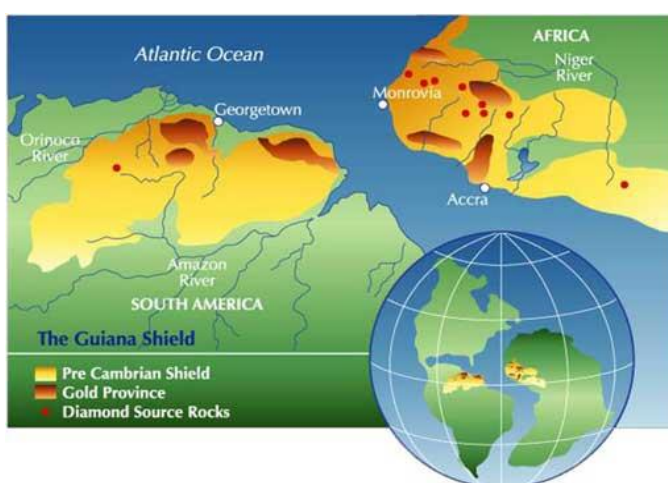 Atlantic Ocean
AFRICA
Niger
River
Monrovia
Georgetown
Orinoco
River
Accra
Amazon
River
SOUTH AMERICA
The Guiana Shield
Pre Cambrian Shield
Gold Province
Diamond Source Rocks